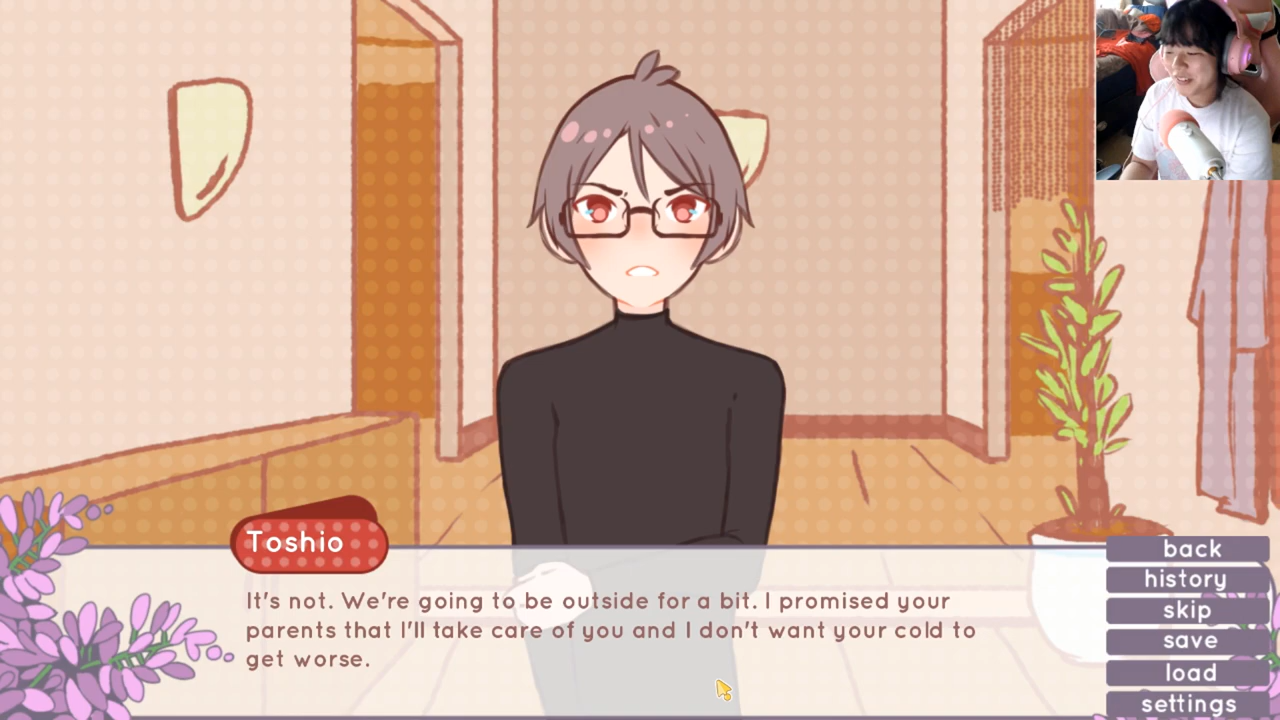 Toshio
It's not. We're going to be outside for a bit. I promised your
parents that I'll take care of you and I don't want your cold to
get worse.
back
history
skip
save
load
settings